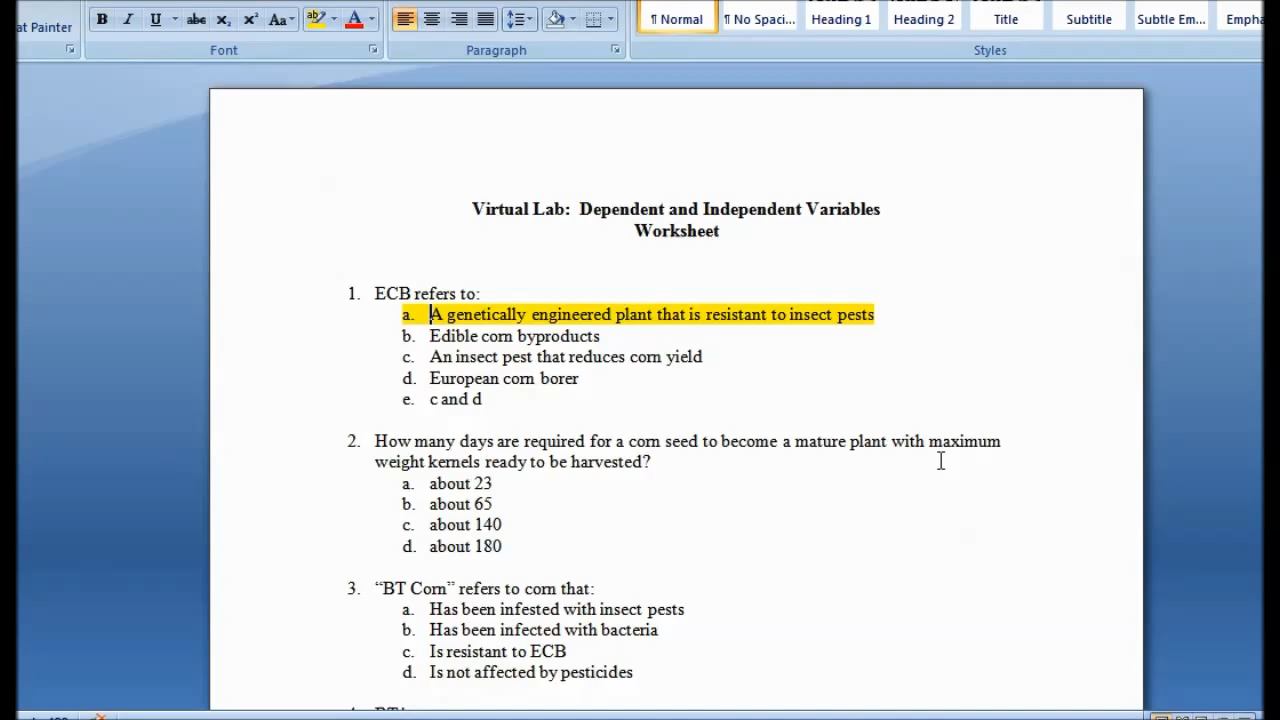 at Painter
B I U abc x₂ x² Aa ab A
¶ Normal ¶ No Spaci... Heading 1 Heading 2 Title Subtitle Subtle Em... Empha
Font Paragraph Styles
Virtual Lab: Dependent and Independent Variables
Worksheet
1. ECB refers to:
a. A genetically engineered plant that is resistant to insect pests
b. Edible corn byproducts
c. An insect pest that reduces corn yield
d. European corn borer
e. c and d
2. How many days are required for a corn seed to become a mature plant with maximum
weight kernels ready to be harvested?
a. about 23
b. about 65
c. about 140
d. about 180
3. “BT Corn” refers to corn that:
a. Has been infested with insect pests
b. Has been infected with bacteria
c. Is resistant to ECB
d. Is not affected by pesticides